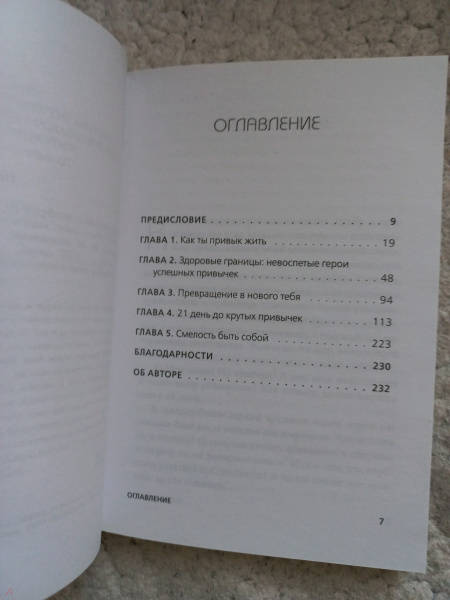 ОГЛАВЛЕНИЕ
ПРЕДИСЛОВИЕ . . . . . . . . . . . . . . . . . . . . 9
ГЛАВА 1. Как ты привык жить . . . . . . . . . . . . 19
ГЛАВА 2. Здоровые границы: невоспетые герои
успешных привычек . . . . . . . . . . . . . . 48
ГЛАВА 3. Превращение в нового тебя . . . . . . . . 94
ГЛАВА 4. 21 день до крутых привычек . . . . . . . 113
ГЛАВА 5. Смелость быть собой . . . . . . . . . . . 223
БЛАГОДАРНОСТИ . . . . . . . . . . . . . . . . . . 230
ОБ АВТОРЕ . . . . . . . . . . . . . . . . . . . . . 232
ОГЛАВЛЕНИЕ
7